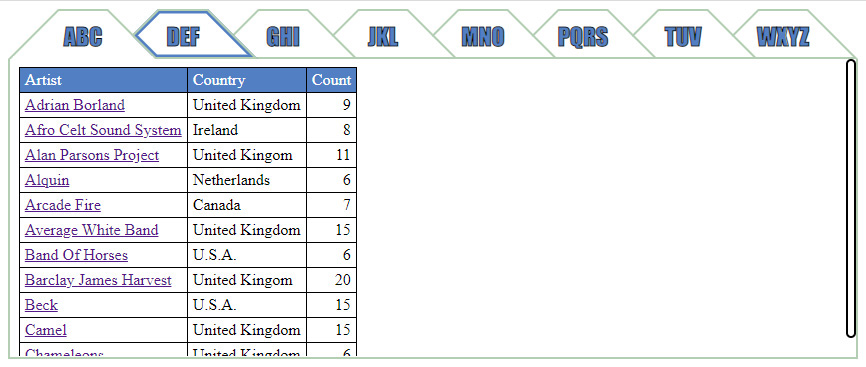 ABC DEF GHI JKL MNO PQRS TUV WXYZ
Artist Country Count
Adrian Borland United Kingdom 9
Afro Celt Sound System Ireland 8
Alan Parsons Project United Kingom 11
Alquin Netherlands 6
Arcade Fire Canada 7
Average White Band United Kingdom 15
Band Of Horses U.S.A. 6
Barclay James Harvest United Kingom 20
Beck U.S.A. 15
Camel United Kingdom 15
Chameleons United Kingdom 6